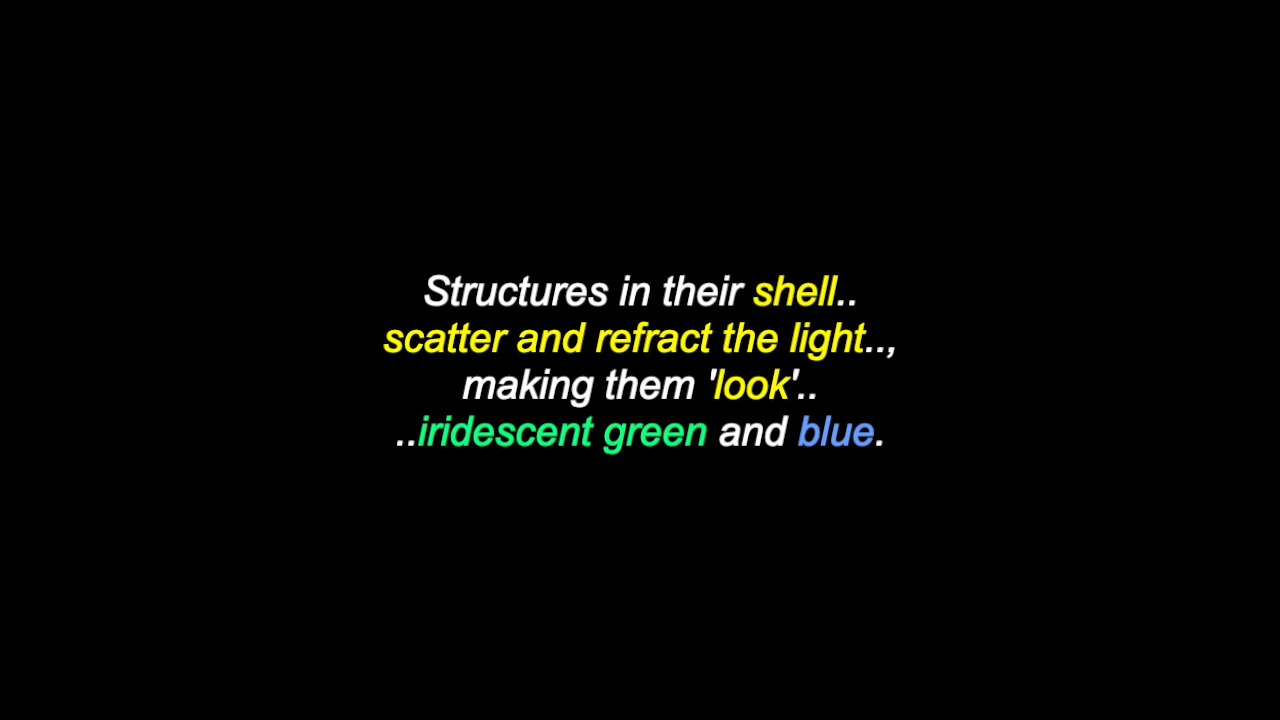 Structures in their shell..
scatter and refract the light..,
making them 'look'..
..iridescent green and blue.